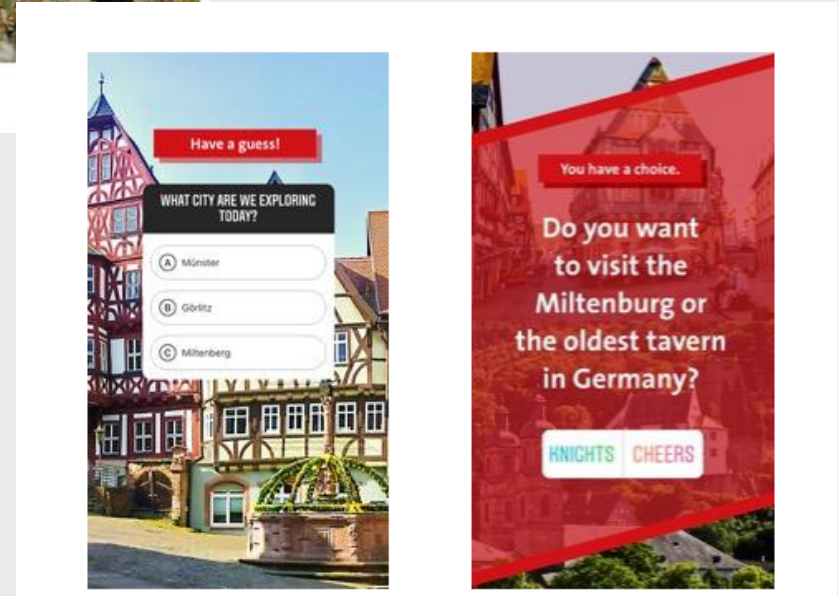 Have a guess!
WHAT CITY ARE WE EXPLORING
TODAY?
A Münster
B Görlitz
C Miltenberg
You have a choice.
Do you want
to visit the
Miltenburg or
the oldest tavern
in Germany?
KNIGHTS CHEERS